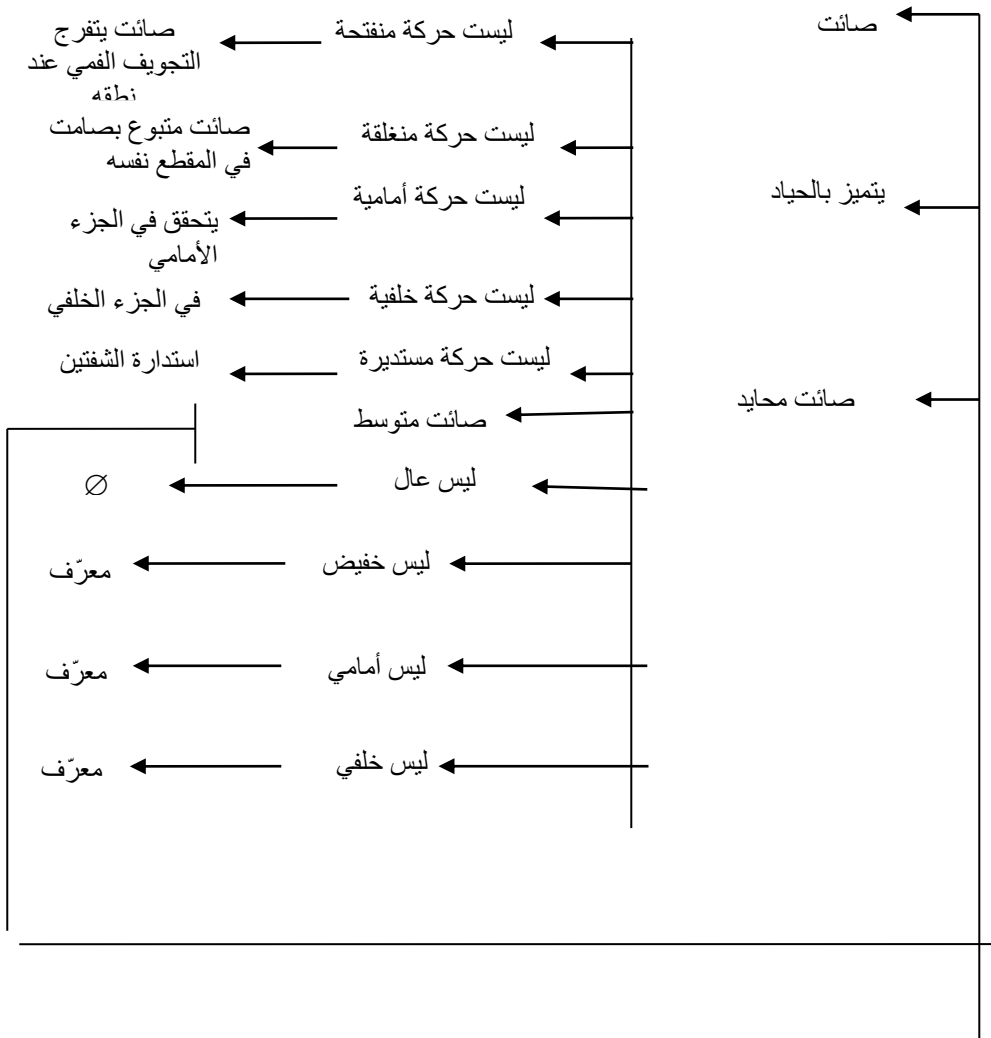 صائت
يتميز بالحياد
صائت محايد
ليست حركة منفتحة
صائت يتفرج
التجويف الفمي عند
نطقه
ليست حركة منغلقة
صائت متبوع بصامت
في المقطع نفسه
ليست حركة أمامية
يتحقق في الجزء
الأمامي
ليست حركة خلفية
في الجزء الخلفي
ليست حركة مستديرة
استدارة الشفتين
صائت متوسط
ليس عال
∅
ليس خفيض
معرّف
ليس أمامي
معرّف
ليس خلفي
معرّف